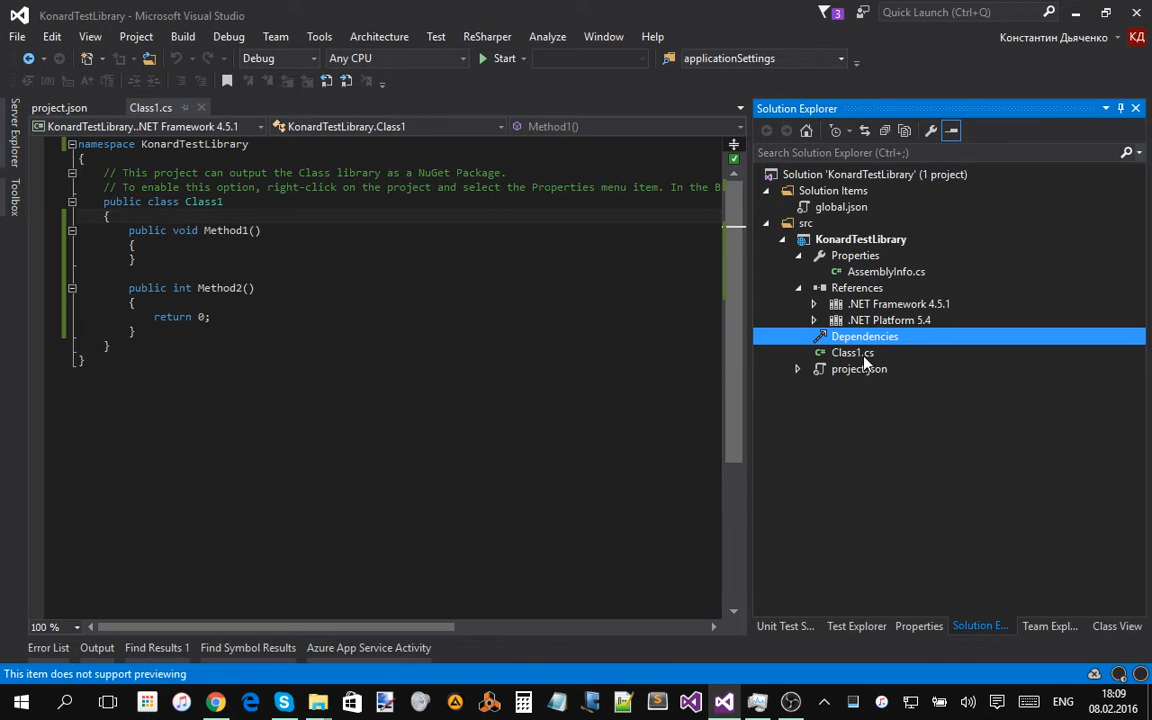 KonardTestLibrary - Microsoft Visual Studio
3
Quick Launch (Ctrl+Q)
File Edit View Project Build Debug Team Tools Architecture Test ReSharper Analyze Window Help
Константин Дьяченко КД
Debug Any CPU Start applicationSettings
Server Explorer
Toolbox
project.json Class1.cs
KonardTestLibrary..NET Framework 4.5.1 KonardTestLibrary.Class1 Method1()
namespace KonardTestLibrary
{
// This project can output the Class library as a NuGet Package.
// To enable this option, right-click on the project and select the Properties menu item. In the B
public class Class1
{
public void Method1()
{
}
public int Method2()
{
return 0;
}
}
}
100 %
Solution Explorer
Search Solution Explorer (Ctrl+;)
Solution 'KonardTestLibrary' (1 project)
Solution Items
global.json
src
KonardTestLibrary
Properties
AssemblyInfo.cs
References
.NET Framework 4.5.1
.NET Platform 5.4
Dependencies
Class1.cs
project.json
Unit Test S... Test Explorer Properties Solution E... Team Expl... Class View
Error List Output Find Results 1 Find Symbol Results Azure App Service Activity
This item does not support previewing
ENG
18:09
08.02.2016